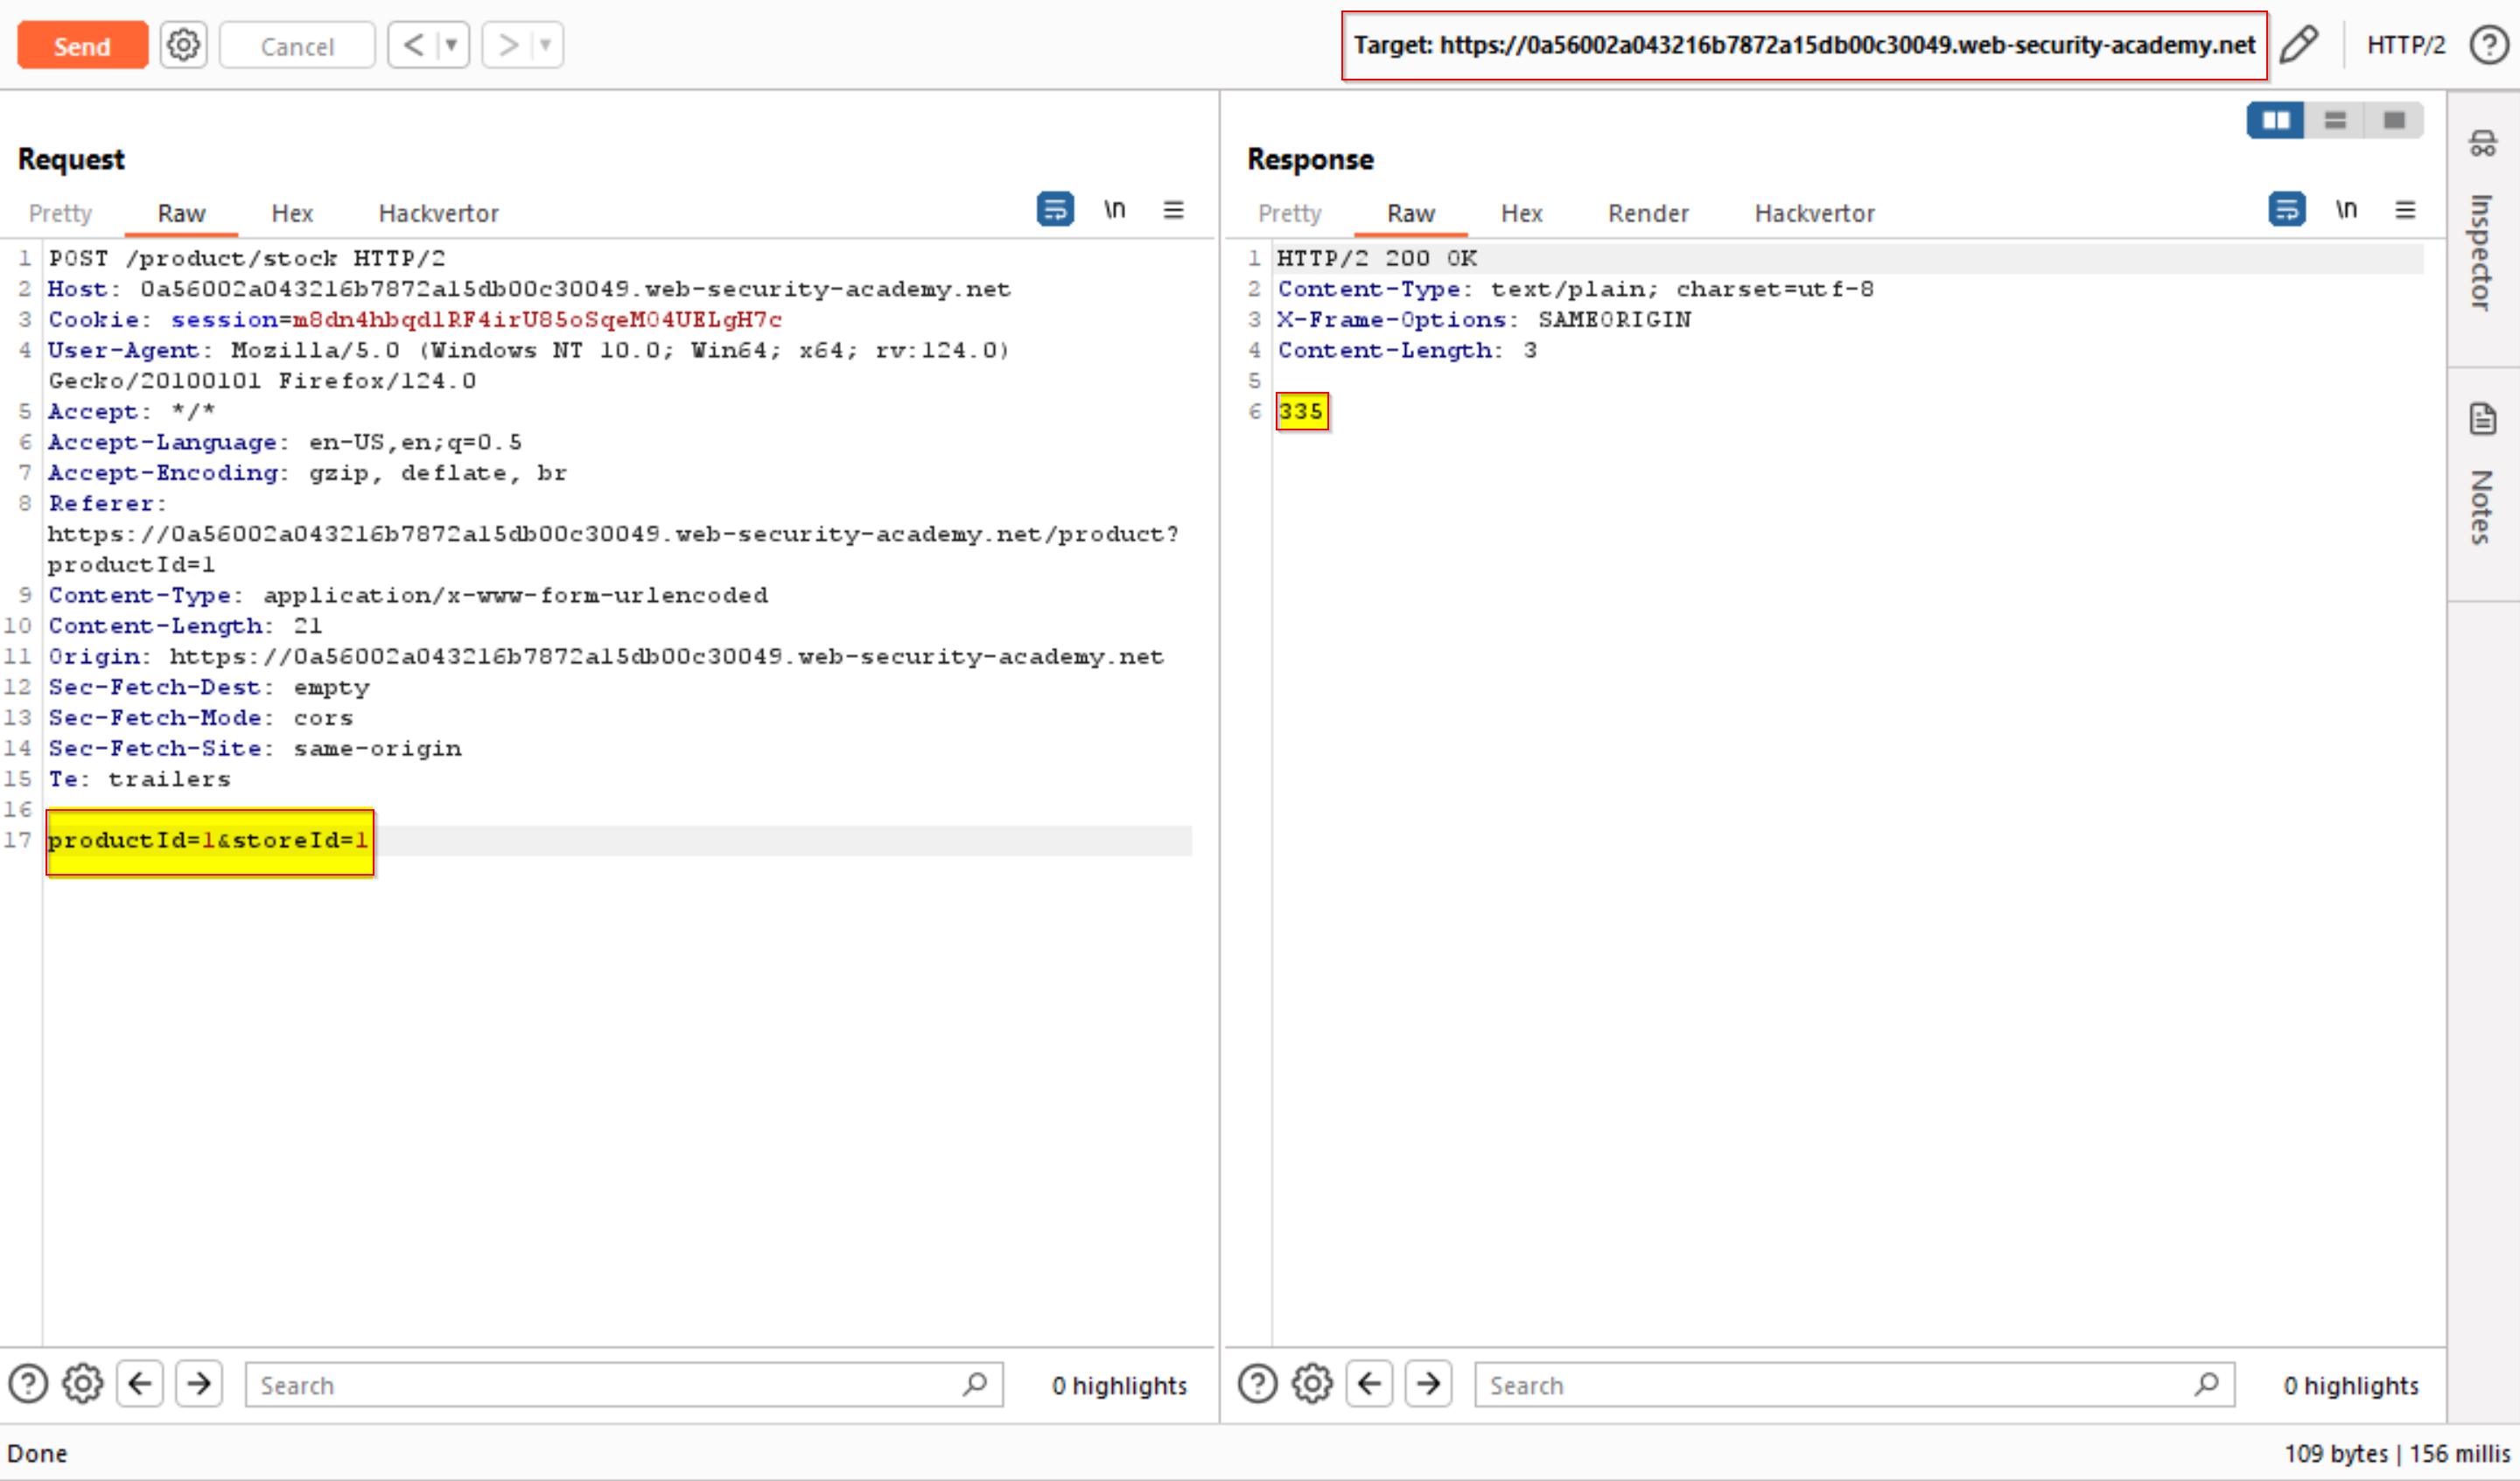 Send
Cancel
< ▼
> ▼
Target: https://0a56002a043216b7872a15db00c30049.web-security-academy.net
HTTP/2
Request
Pretty Raw Hex Hackvertor
\n
1 POST /product/stock HTTP/2
2 Host: 0a56002a043216b7872a15db00c30049.web-security-academy.net
3 Cookie: session=m8dn4hbqdlRF4irU85oSqeM04UELgH7c
4 User-Agent: Mozilla/5.0 (Windows NT 10.0; Win64; x64; rv:124.0)
Gecko/20100101 Firefox/124.0
5 Accept: */*
6 Accept-Language: en-US,en;q=0.5
7 Accept-Encoding: gzip, deflate, br
8 Referer:
https://0a56002a043216b7872a15db00c30049.web-security-academy.net/product?
productId=1
9 Content-Type: application/x-www-form-urlencoded
10 Content-Length: 21
11 Origin: https://0a56002a043216b7872a15db00c30049.web-security-academy.net
12 Sec-Fetch-Dest: empty
13 Sec-Fetch-Mode: cors
14 Sec-Fetch-Site: same-origin
15 Te: trailers
16
17 productId=1&storeId=1
Search
0 highlights
Response
Pretty Raw Hex Render Hackvertor
\n
1 HTTP/2 200 OK
2 Content-Type: text/plain; charset=utf-8
3 X-Frame-Options: SAMEORIGIN
4 Content-Length: 3
5
6 335
Search
0 highlights
Inspector
Notes
Done
109 bytes | 156 millis